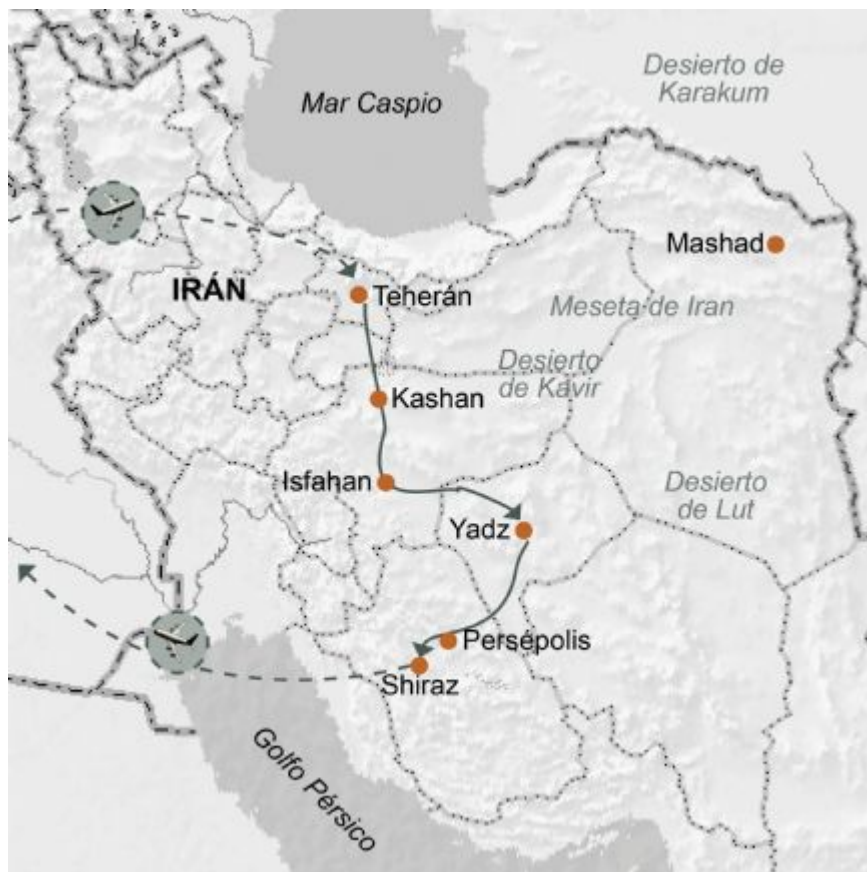 Desierto de
Karakum
Mar Caspio
Mashad
IRÁN
Teherán
Meseta de Iran
Desierto
de Kavir
Kashan
Isfahan
Desierto
de Lut
Yadz
Persépolis
Shiraz
Golfo Pérsico